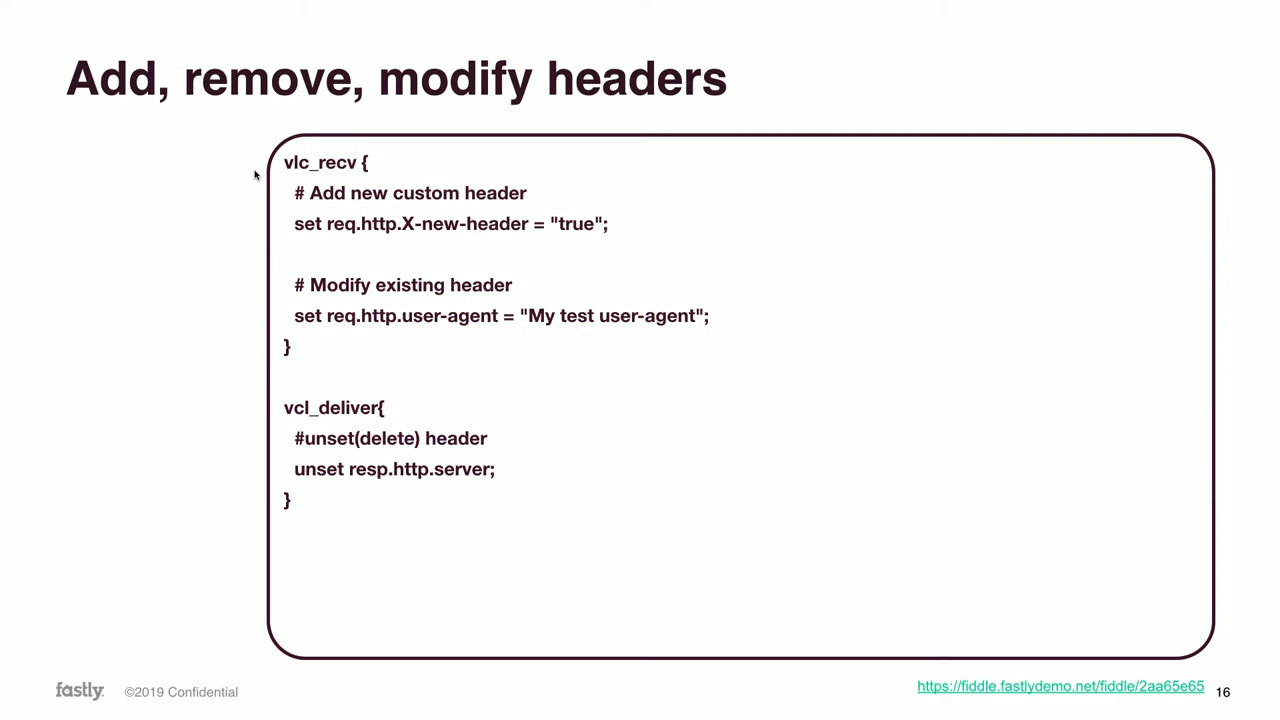 Add, remove, modify headers
vlc_recv {
# Add new custom header
set req.http.X-new-header = "true";
# Modify existing header
set req.http.user-agent = "My test user-agent";
}
vcl_deliver{
#unset(delete) header
unset resp.http.server;
}
fastly
©2019 Confidential
https://fiddle.fastlydemo.net/fiddle/2aa65e65
16